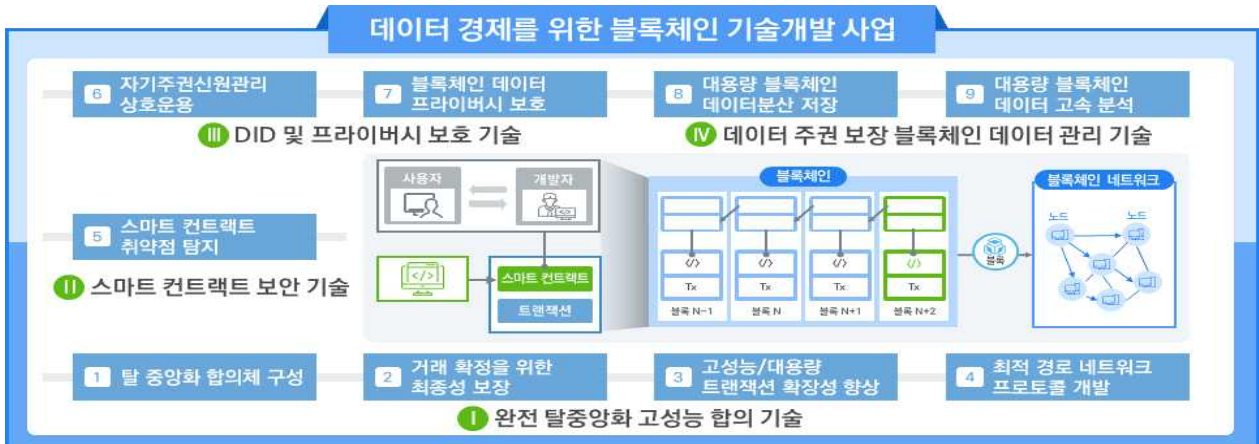 데이터 경제를 위한 블록체인 기술개발 사업
6 자기주권신원관리
상호운용
7 블록체인 데이터
프라이버시 보호
8 대용량 블록체인
데이터분산 저장
9 대용량 블록체인
데이터 고속 분석
Ⅲ DID 및 프라이버시 보호 기술
Ⅳ 데이터 주권 보장 블록체인 데이터 관리 기술
사용자
개발자
블록체인
블록체인 네트워크
노드
노드
5 스마트 컨트랙트
취약점 탐지
Ⅱ 스마트 컨트랙트 보안 기술
</>
스마트 컨트랙트
트랜잭션
</>
</>
</>
</>
Tx
Tx
Tx
Tx
블록 N-1
블록 N
블록 N+1
블록 N+2
블록
1 탈 중앙화 합의체 구성
2 거래 확정을 위한
최종성 보장
3 고성능/대용량
트랜잭션 확장성 향상
4 최적 경로 네트워크
프로토콜 개발
Ⅰ 완전 탈중앙화 고성능 합의 기술